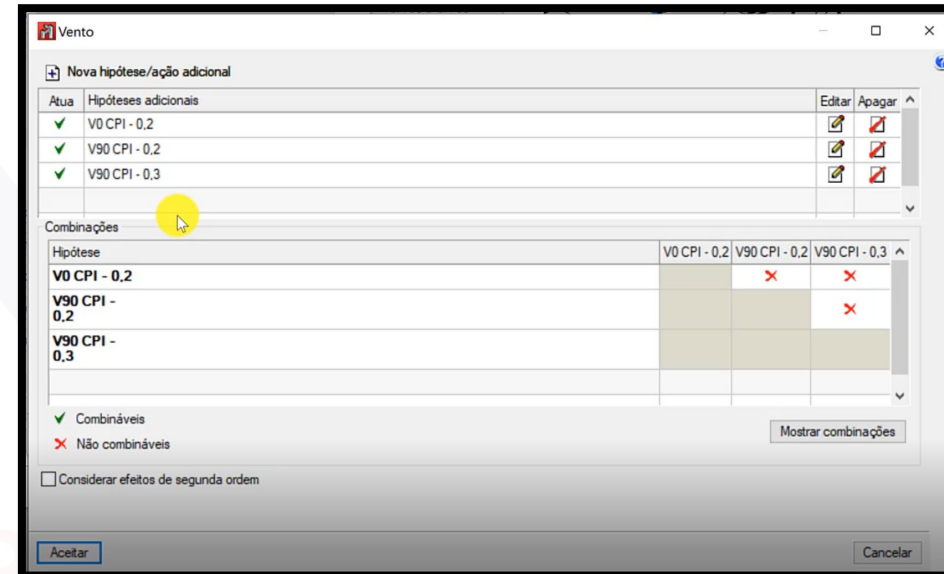 Vento
Nova hipótese/ação adicional
Atua Hipóteses adicionais Editar Apagar
V0 CPI - 0,2
V90 CPI - 0,2
V90 CPI - 0,3
Combinações
Hipótese V0 CPI - 0,2 V90 CPI - 0,2 V90 CPI - 0,3
V0 CPI - 0,2
V90 CPI -
0,2
V90 CPI -
0,3
Combináveis
Não combináveis
Mostrar combinações
Considerar efeitos de segunda ordem
Aceitar Cancelar